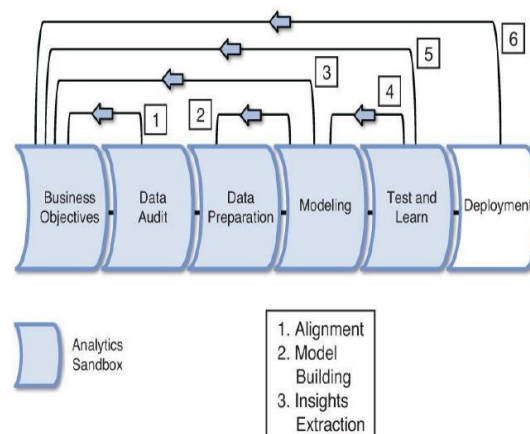 6
5
3
4
1
2
Business
Objectives
Data
Audit
Data
Preparation
Modeling
Test and
Learn
Deployment
Analytics
Sandbox
1. Alignment
2. Model
Building
3. Insights
Extraction